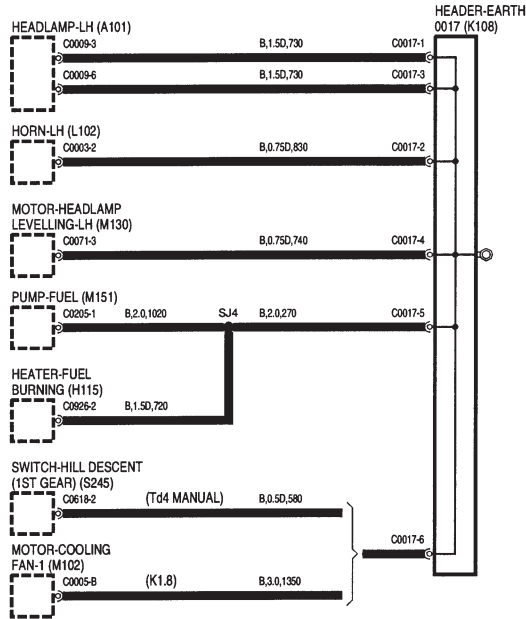 HEADER-EARTH
0017 (K108)
HEADLAMP-LH (A101)
C0009-3 B,1.5D,730 C0017-1
C0009-6 B,1.5D,730 C0017-3
HORN-LH (L102)
C0003-2 B,0.75D,830 C0017-2
MOTOR-HEADLAMP
LEVELLING-LH (M130)
C0071-3 B,0.75D,740 C0017-4
PUMP-FUEL (M151)
C0205-1 B,2.0,1020 SJ4 B,2.0,270 C0017-5
HEATER-FUEL
BURNING (H115)
C0926-2 B,1.5D,720
SWITCH-HILL DESCENT
(1ST GEAR) (S245)
C0618-2 (Td4 MANUAL) B,0.5D,580
C0017-6
MOTOR-COOLING
FAN-1 (M102)
C0005-B (K1.8) B,3.0,1350